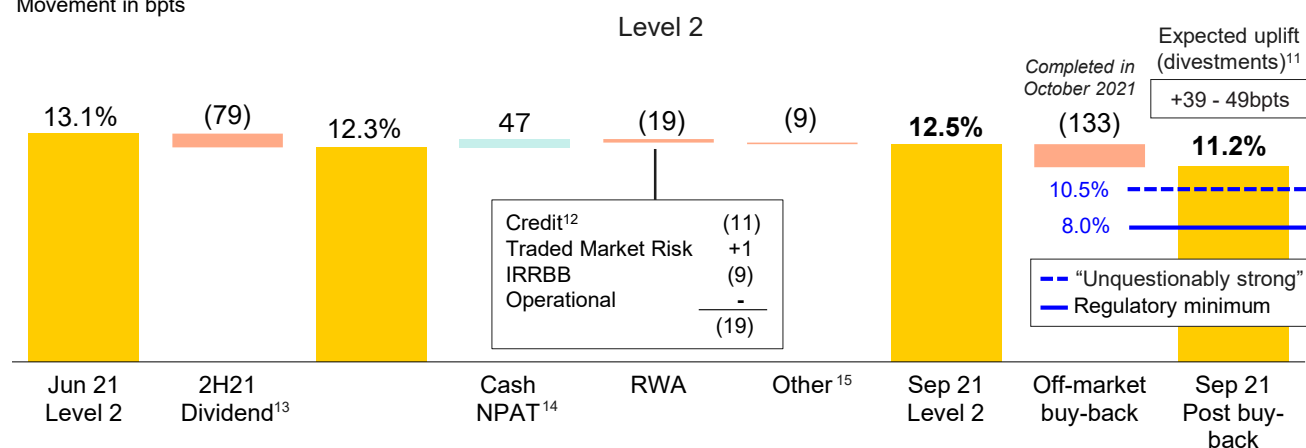 Movement in bpts
Level 2
Expected uplift
(divestments)11
Completed in
October 2021
+39 - 49bpts
13.1%
(79)
12.3%
47
(19)
(9)
12.5%
(133)
11.2%
10.5%
8.0%
Credit12 (11)
Traded Market Risk +1
IRRBB (9)
Operational -
(19)
"Unquestionably strong"
Regulatory minimum
Jun 21
Level 2
2H21
Dividend13
Cash
NPAT14
RWA
Other 15
Sep 21
Level 2
Off-market
buy-back
Sep 21
Post buy-
back